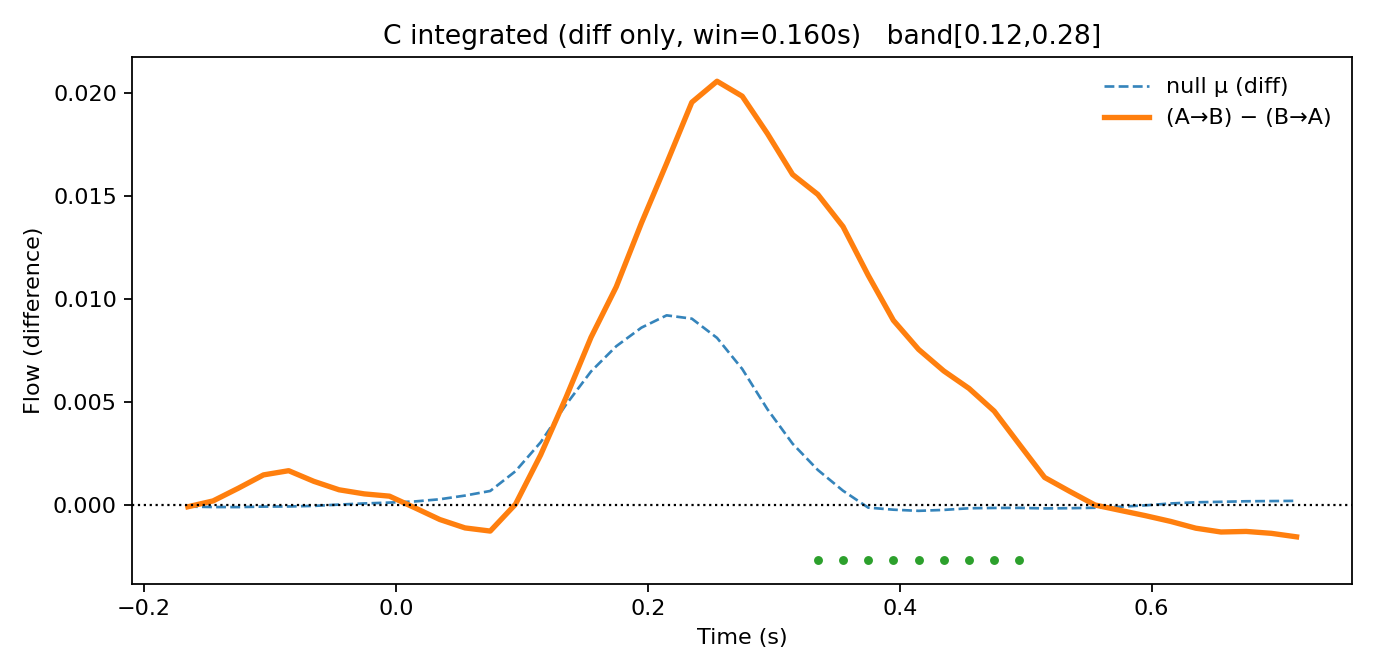 C integrated (diff only, win=0.160s)   band[0.12,0.28]
null μ (diff)
(A→B) − (B→A)
Flow (difference)
0.020
0.015
0.010
0.005
0.000
−0.2
0.0
0.2
0.4
0.6
Time (s)